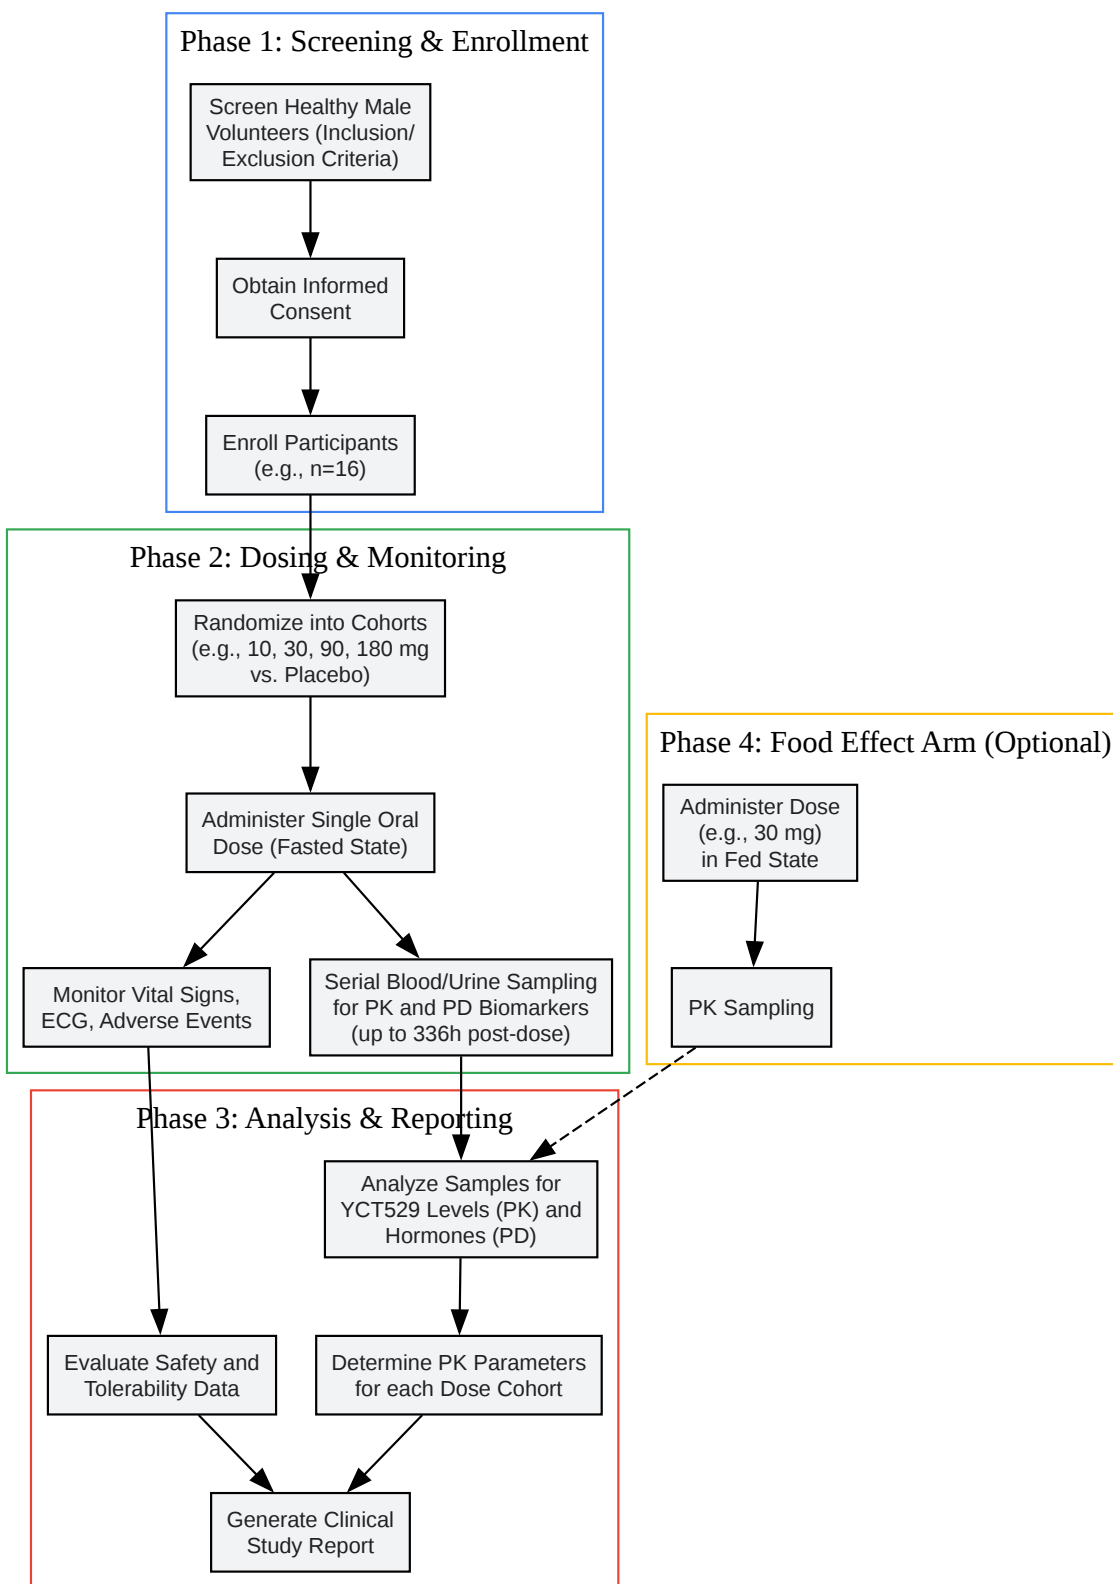 Phase 1: Screening & Enrollment
Screen Healthy Male
Volunteers (Inclusion/
Exclusion Criteria)
Obtain Informed
Consent
Enroll Participants
(e.g., n=16)
Phase 2: Dosing & Monitoring
Randomize into Cohorts
(e.g., 10, 30, 90, 180 mg
vs. Placebo)
Administer Single Oral
Dose (Fasted State)
Monitor Vital Signs,
ECG, Adverse Events
Serial Blood/Urine Sampling
for PK and PD Biomarkers
(up to 336h post-dose)
Phase 4: Food Effect Arm (Optional)
Administer Dose
(e.g., 30 mg)
in Fed State
PK Sampling
Phase 3: Analysis & Reporting
Analyze Samples for
YCT529 Levels (PK) and
Hormones (PD)
Evaluate Safety and
Tolerability Data
Determine PK Parameters
for each Dose Cohort
Generate Clinical
Study Report